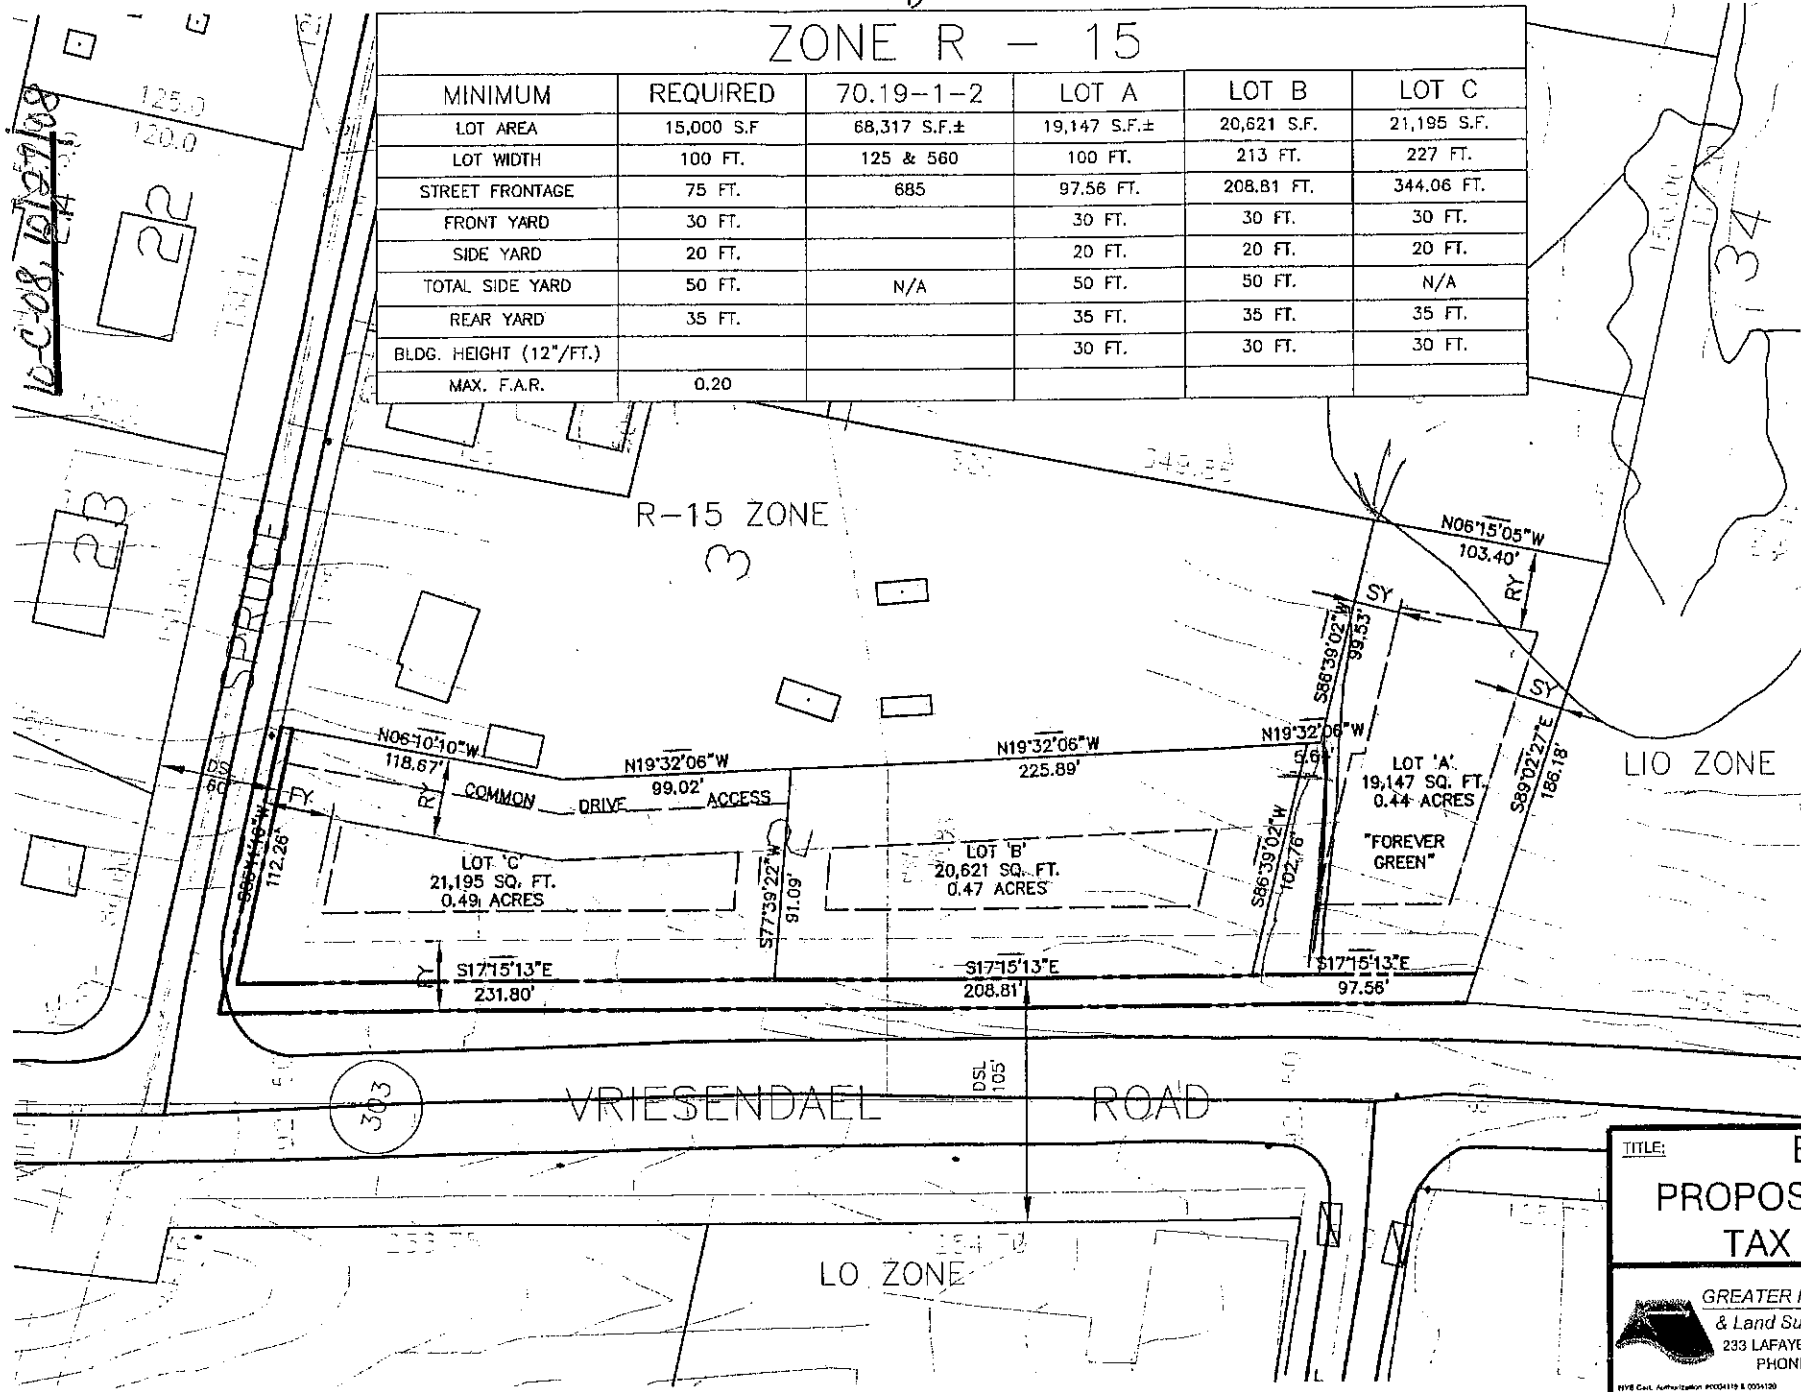 ZONE R – 15
MINIMUM REQUIRED 70.19-1-2 LOT A LOT B LOT C
LOT AREA 15,000 S.F 68,317 S.F.± 19,147 S.F.± 20,621 S.F. 21,195 S.F.
LOT WIDTH 100 FT. 125 & 560 100 FT. 213 FT. 227 FT.
STREET FRONTAGE 75 FT. 685 97.56 FT. 208.81 FT. 344.06 FT.
FRONT YARD 30 FT. 30 FT. 30 FT. 30 FT.
SIDE YARD 20 FT. 20 FT. 20 FT. 20 FT.
TOTAL SIDE YARD 50 FT. N/A 50 FT. 50 FT. N/A
REAR YARD 35 FT. 35 FT. 35 FT. 35 FT.
BLDG. HEIGHT (12"/FT.) 30 FT. 30 FT. 30 FT.
MAX. F.A.R. 0.20
125.0
120.0
22
34
23
SPRUCE
R-15 ZONE
3
349.35
N06°15'05"W
103.40'
RY
SY
S86°39'02"W
99.53'
SY
S89°02'27"E
186.18'
LIO ZONE
N06°10'10"W
118.67'
N19°32'06"W
99.02'
N19°32'06"W
225.89'
N19°32'06"W
LOT 'A'
19,147 SQ. FT.
0.44 ACRES
"FOREVER
GREEN"
FY
RY
COMMON DRIVE ACCESS
112.26'
LOT 'C'
21,195 SQ. FT.
0.49 ACRES
S77°39'22"W
91.09'
LOT 'B'
20,621 SQ. FT.
0.47 ACRES
S86°39'02"W
102.76'
FY
S17°15'13"E
231.80'
S17°15'13"E
208.81'
S17°15'13"E
97.56'
DSL
105'
303
VRIESENDAEL ROAD
LO ZONE
TITLE:
PROPOS
TAX
GREATER
& Land Su
233 LAFAYE
PHON